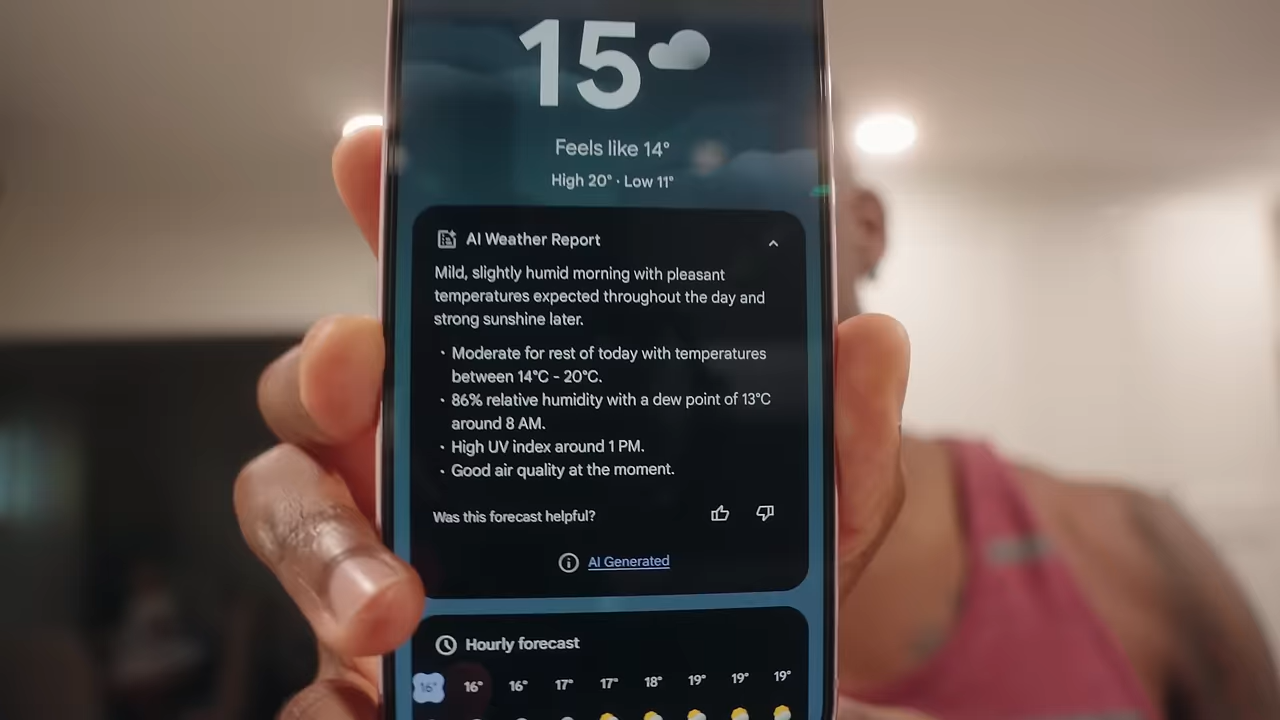 15
Feels like 14°
High 20° · Low 11°
AI Weather Report
Mild, slightly humid morning with pleasant
temperatures expected throughout the day and
strong sunshine later.
· Moderate for rest of today with temperatures
between 14°C - 20°C.
· 86% relative humidity with a dew point of 13°C
around 8 AM.
· High UV index around 1 PM.
· Good air quality at the moment.
Was this forecast helpful?
AI Generated
Hourly forecast
16° 16° 16° 17° 17° 18° 19° 19° 19°